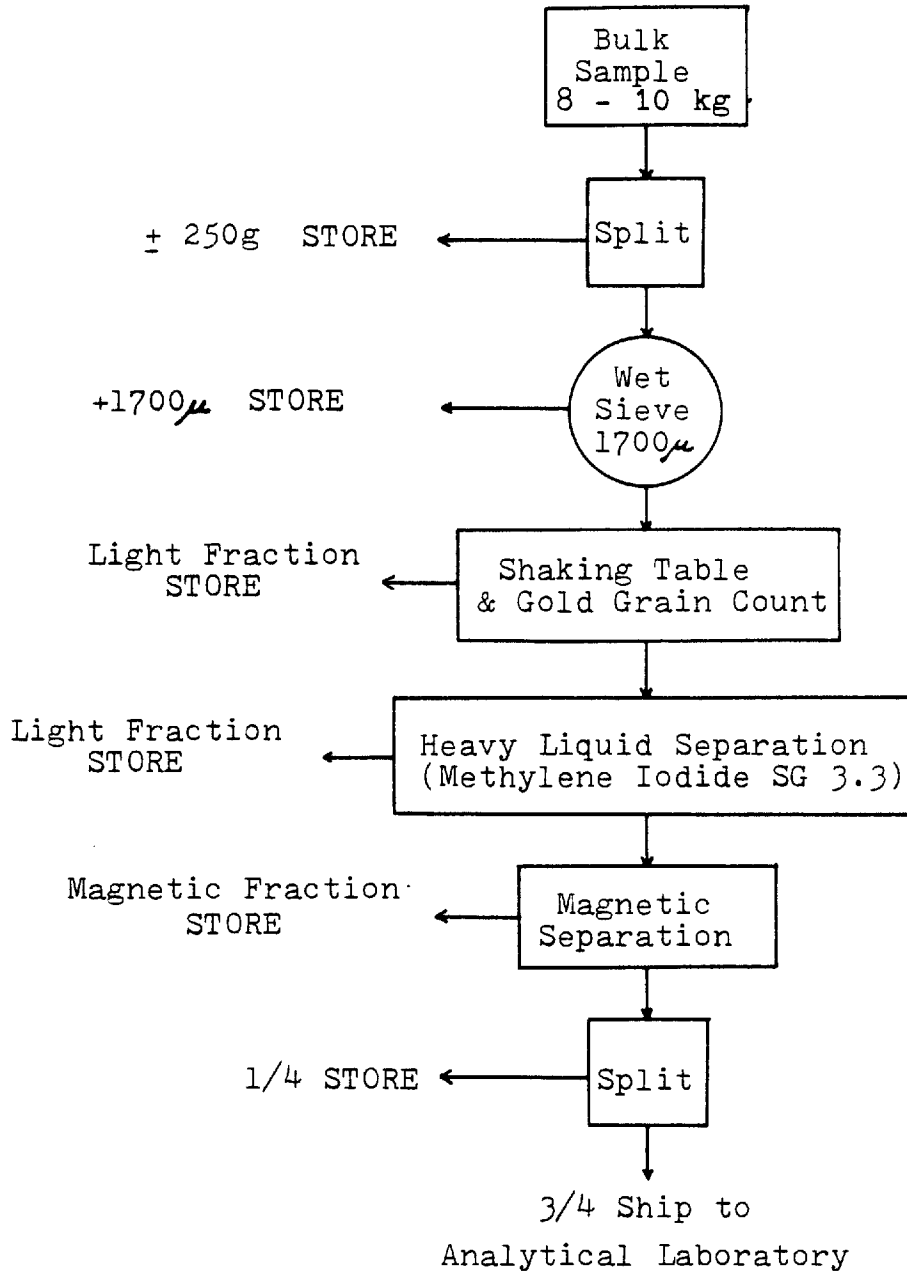 Bulk
Sample
8 - 10 kg
± 250g STORE
Split
+1700μ STORE
Wet
Sieve
1700μ
Light Fraction
STORE
Shaking Table
& Gold Grain Count
Light Fraction
STORE
Heavy Liquid Separation
(Methylene Iodide SG 3.3)
Magnetic Fraction
STORE
Magnetic
Separation
1/4 STORE
Split
3/4 Ship to
Analytical Laboratory